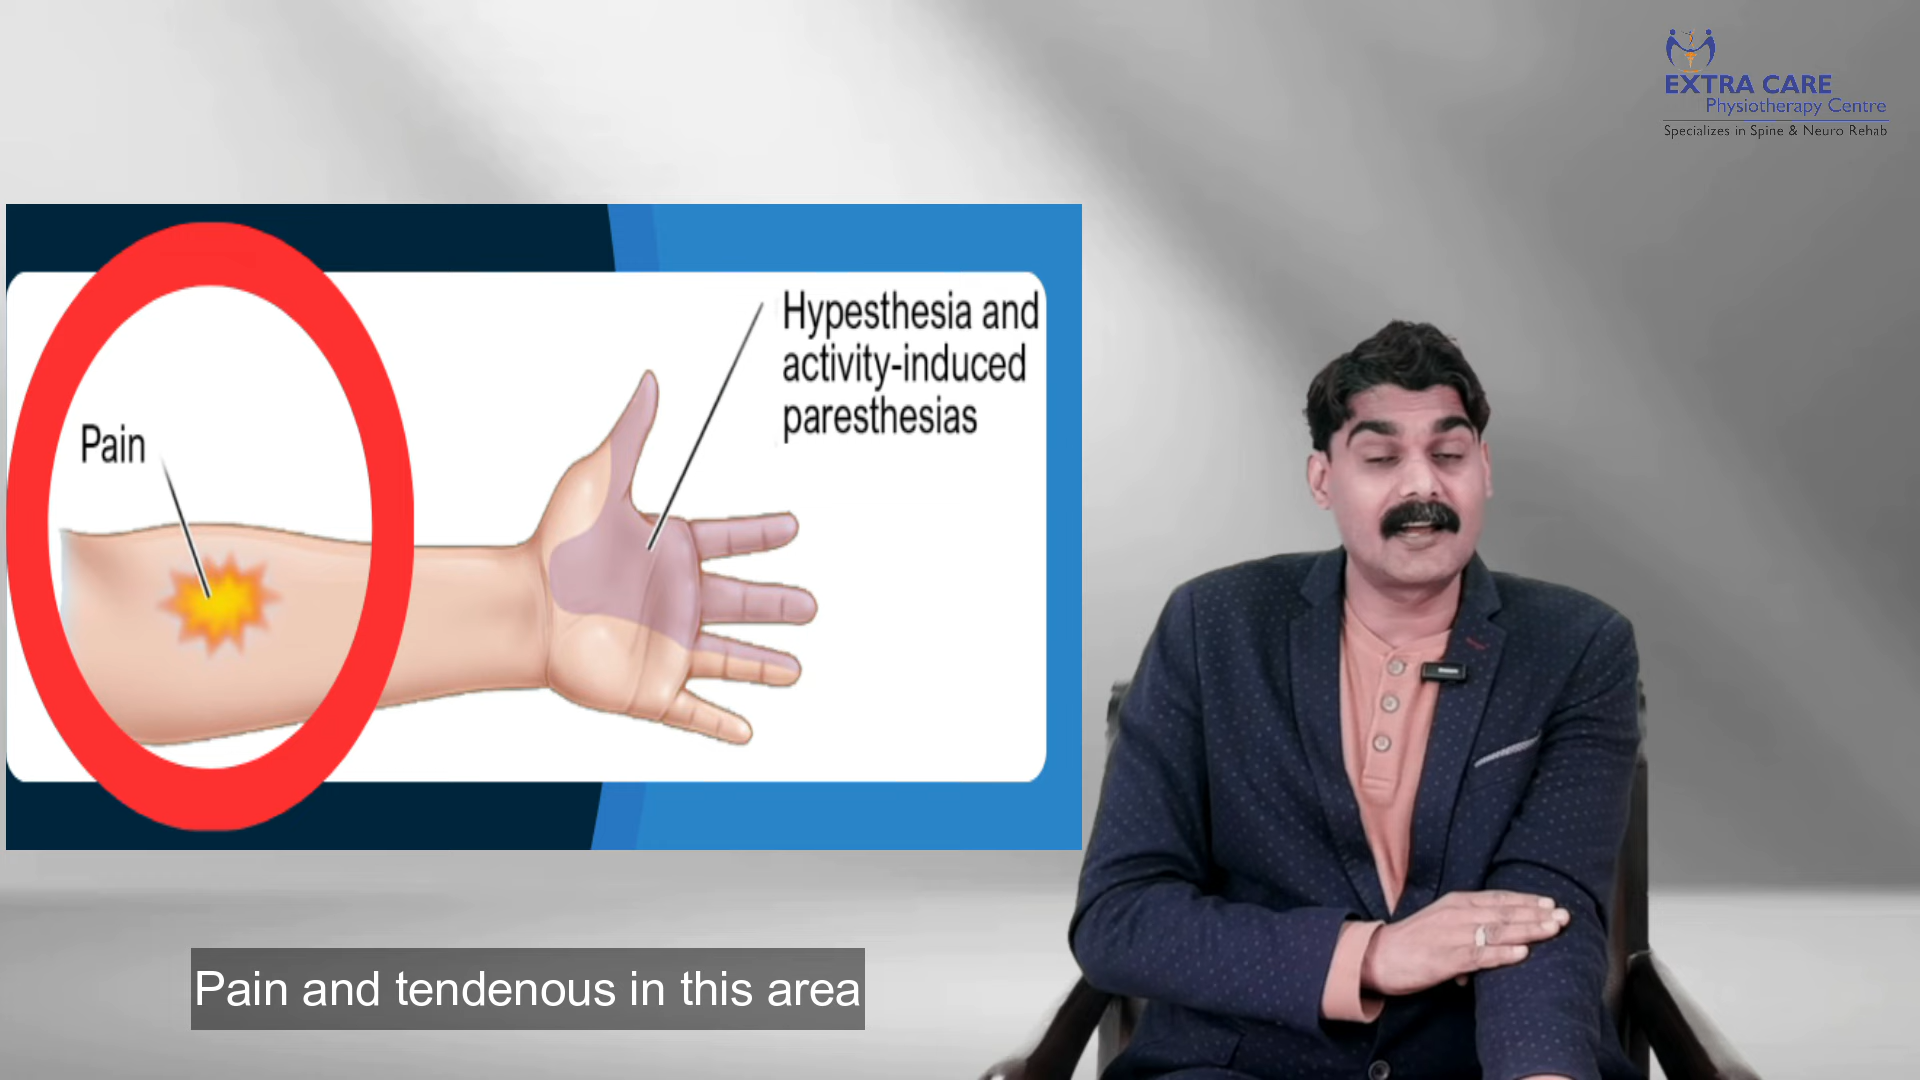 EXTRA CARE
Physiotherapy Centre
Specializes in Spine & Neuro Rehab
Hypesthesia and
activity-induced
paresthesias
Pain
Pain and tendenous in this area